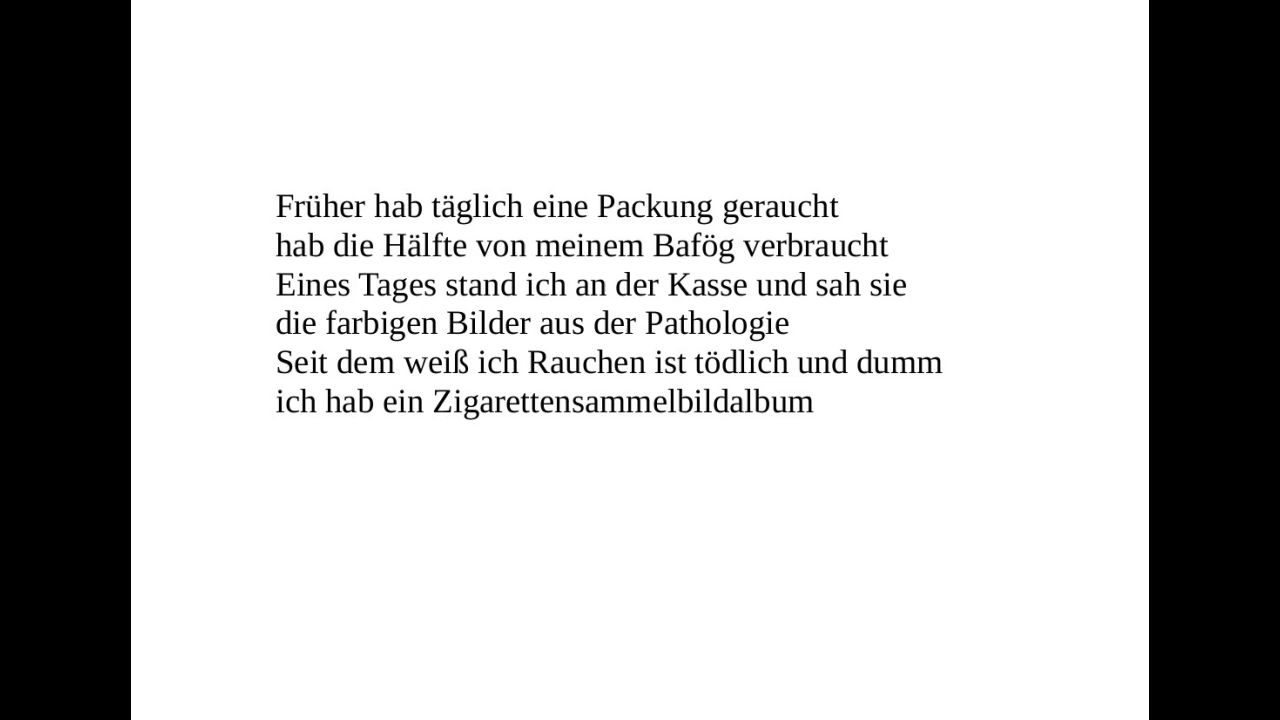 Früher hab täglich eine Packung geraucht
hab die Hälfte von meinem Bafög verbraucht
Eines Tages stand ich an der Kasse und sah sie
die farbigen Bilder aus der Pathologie
Seit dem weiß ich Rauchen ist tödlich und dumm
ich hab ein Zigarettensammelbildalbum